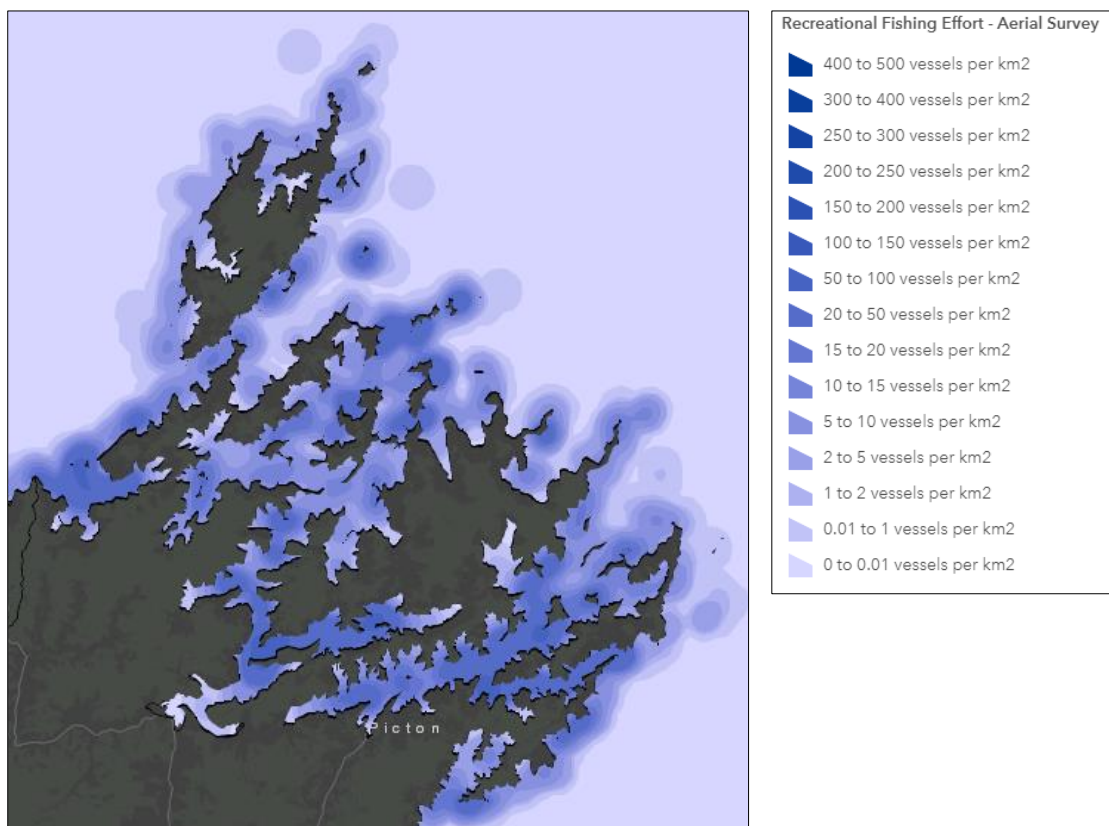 Recreational Fishing Effort - Aerial Survey
400 to 500 vessels per km2
300 to 400 vessels per km2
250 to 300 vessels per km2
200 to 250 vessels per km2
150 to 200 vessels per km2
100 to 150 vessels per km2
50 to 100 vessels per km2
20 to 50 vessels per km2
15 to 20 vessels per km2
10 to 15 vessels per km2
5 to 10 vessels per km2
2 to 5 vessels per km2
1 to 2 vessels per km2
0.01 to 1 vessels per km2
0 to 0.01 vessels per km2
Picton